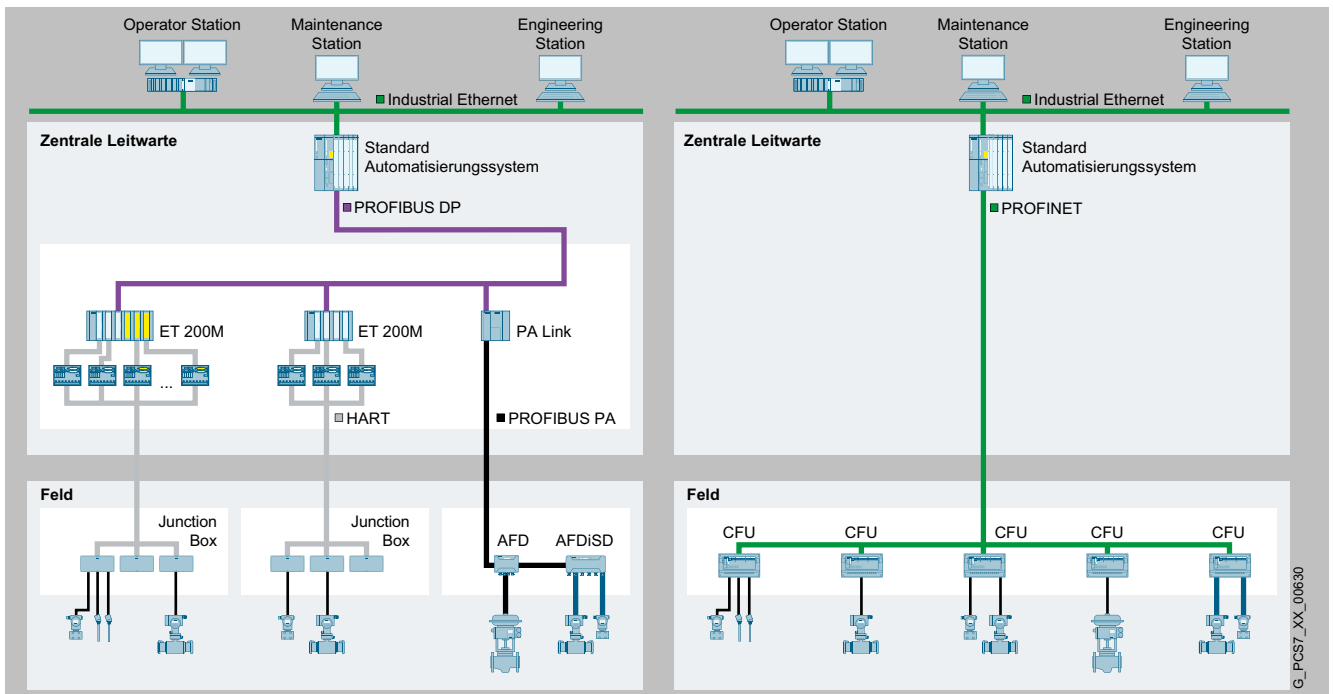 Operator Station
Maintenance
Station
Engineering
Station
Industrial Ethernet
Zentrale Leitwarte
Standard
Automatisierungssystem
PROFIBUS DP
ET 200M
ET 200M
PA Link
...
HART
PROFIBUS PA
Feld
Junction
Box
Junction
Box
AFD
AFDiSD
Operator Station
Maintenance
Station
Engineering
Station
Industrial Ethernet
Zentrale Leitwarte
Standard
Automatisierungssystem
PROFINET
Feld
CFU
CFU
CFU
CFU
CFU
G_PCS7_XX_00630